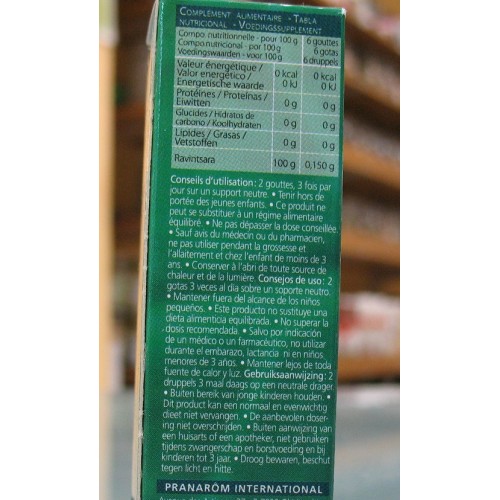 COMPLEMENT ALIMENTAIRE - TABLA
NUTRICIONAL - VOEDINGSSUPPLEMENT
Compo nutritionnelle - pour 100 g 6 gouttes
Compo nutricional - por 100g 6 gotas
Voedingswaarden - voor 100g 6 druppels
Valeur énergétique / 0 kcal 0 kcal
Valor energético / 0 kJ 0 kJ
Energetische waarde
Protéines / Proteínas / 0 g 0 g
Eiwitten
Glucides / Hidratos de 0 g 0 g
carbono / Koolhydraten
Lipides / Grasas / 0 g 0 g
Vetstoffen
Ravintsara 100 g 0,150 g
Conseils d'utilisation: 2 gouttes, 3 fois par
jour sur un support neutre. • Tenir hors de
portée des jeunes enfants. • Ce produit ne
peut se substituer à un régime alimentaire
équilibré. • Ne pas dépasser la dose conseillée.
• Sauf avis du médecin ou du pharmacien,
ne pas utiliser pendant la grossesse et
l'allaitement et chez l'enfant de moins de 3
ans. • Conserver à l'abri de toute source de
chaleur et de la lumière. Consejos de uso: 2
gotas 3 veces al día sobre un soporte neutro.
• Mantener fuera del alcance de los niños
pequeños. • Este producto no sustituye una
dieta alimenticia equilibrada. • No superar la
dosis recomendada. • Salvo por indicación
de un médico o un farmacéutico, no utilizar
durante el embarazo, lactancia ni en niños
menores de 3 años. • Mantener lejos de toda
fuente de calor y luz. Gebruiksaanwijzing: 2
druppels 3 maal daags op een neutrale drager.
• Buiten bereik van jonge kinderen houden. •
Dit product kan een normaal en evenwichtig
dieet niet vervangen. • De aanbevolen doser-
ing niet overschrijden. • Buiten aanwijzing van
een huisarts of een apotheker, niet gebruiken
tijdens zwangerschap en borstvoeding en bij
kinderen tot 3 jaar. • Droog bewaren, beschut
tegen licht en hitte.
PRANARÔM INTERNATIONAL